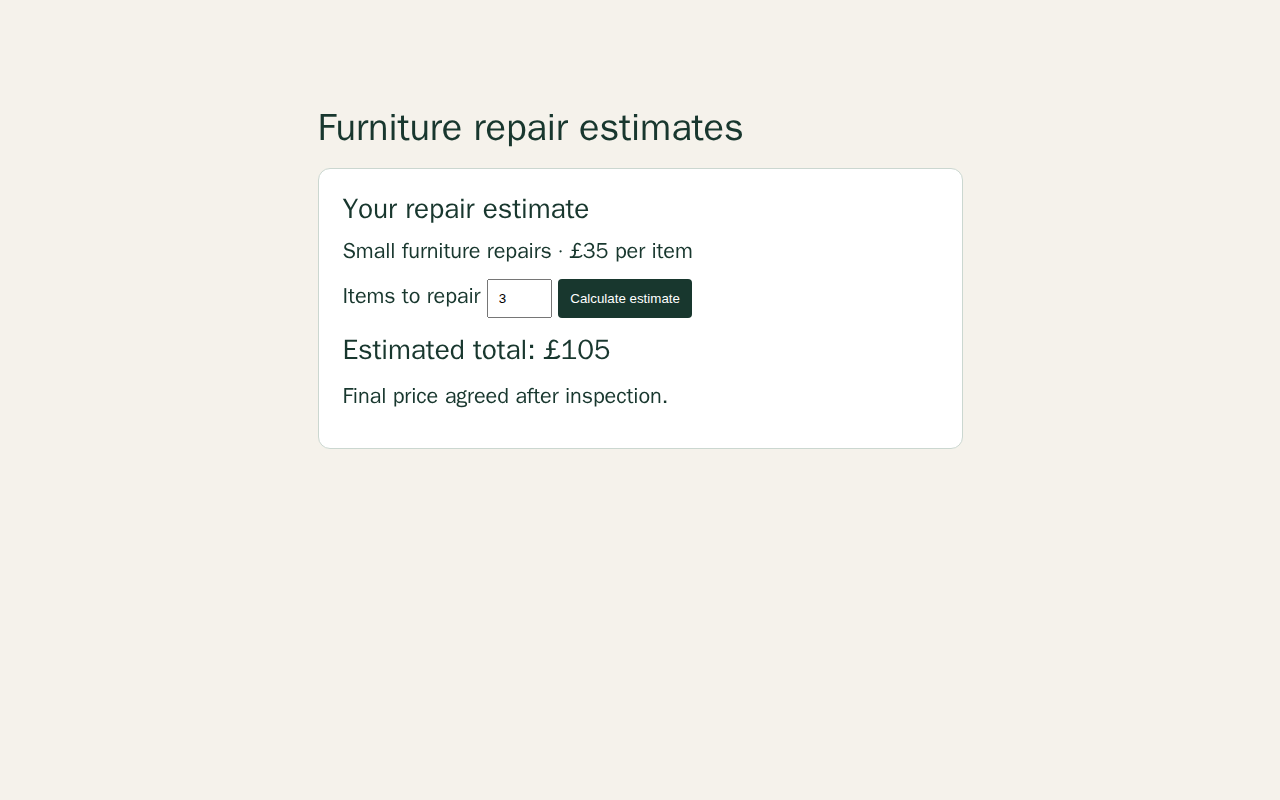 Furniture repair estimates
Your repair estimate
Small furniture repairs · £35 per item
Items to repair 3 Calculate estimate
Estimated total: £105
Final price agreed after inspection.